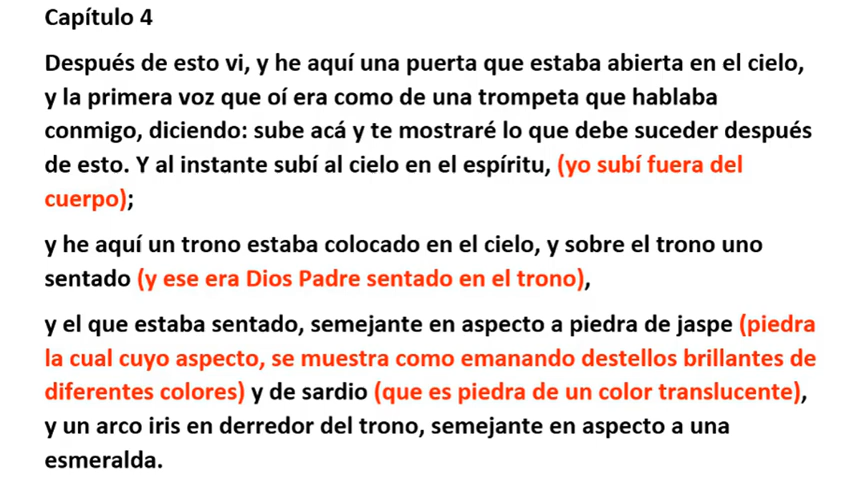 Capítulo 4
Después de esto vi, y he aquí una puerta que estaba abierta en el cielo,
y la primera voz que oí era como de una trompeta que hablaba
conmigo, diciendo: sube acá y te mostraré lo que debe suceder después
de esto. Y al instante subí al cielo en el espíritu, (yo subí fuera del
cuerpo);
y he aquí un trono estaba colocado en el cielo, y sobre el trono uno
sentado (y ese era Dios Padre sentado en el trono),
y el que estaba sentado, semejante en aspecto a piedra de jaspe (piedra
la cual cuyo aspecto, se muestra como emanando destellos brillantes de
diferentes colores) y de sardio (que es piedra de un color translucente),
y un arco iris en derredor del trono, semejante en aspecto a una
esmeralda.